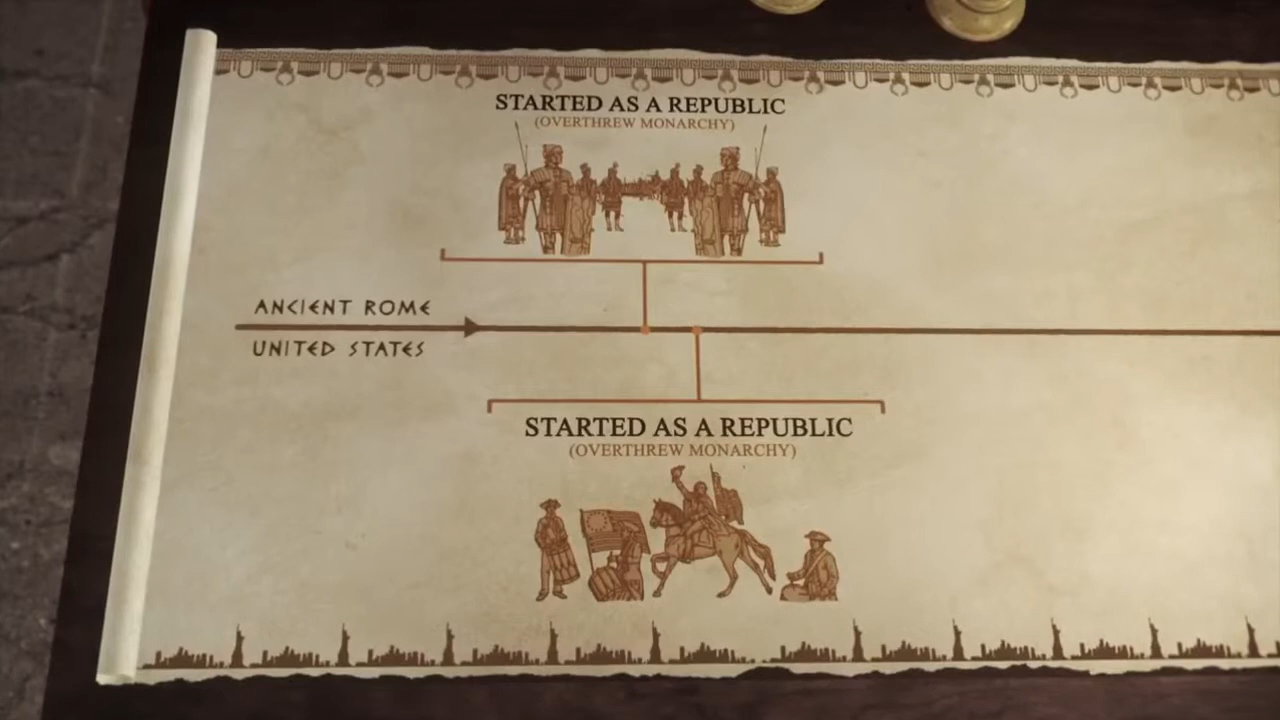 STARTED AS A REPUBLIC
(OVERTHREW MONARCHY)
ANCIENT ROME
UNITED STATES
STARTED AS A REPUBLIC
(OVERTHREW MONARCHY)